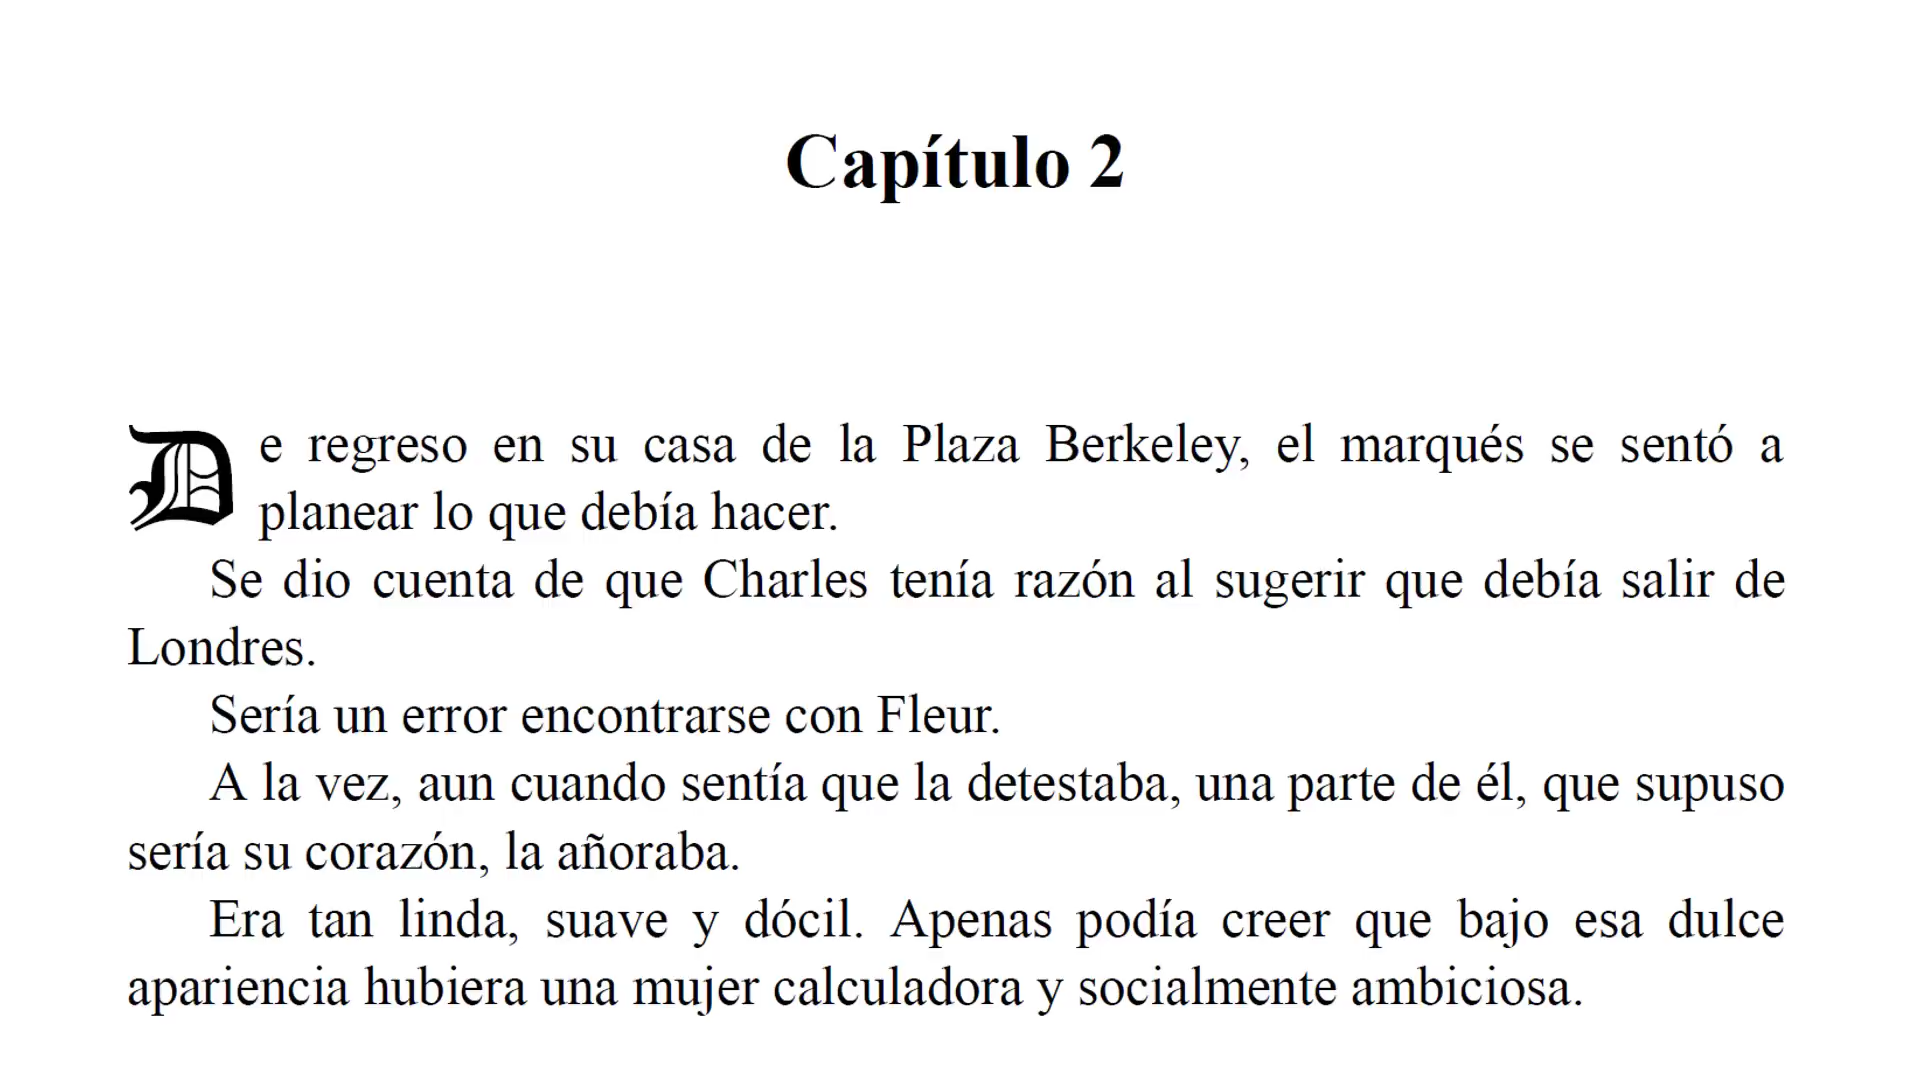 Capítulo 2
De regreso en su casa de la Plaza Berkeley, el marqués se sentó a
planear lo que debía hacer.
Se dio cuenta de que Charles tenía razón al sugerir que debía salir de
Londres.
Sería un error encontrarse con Fleur.
A la vez, aun cuando sentía que la detestaba, una parte de él, que supuso
sería su corazón, la añoraba.
Era tan linda, suave y dócil. Apenas podía creer que bajo esa dulce
apariencia hubiera una mujer calculadora y socialmente ambiciosa.